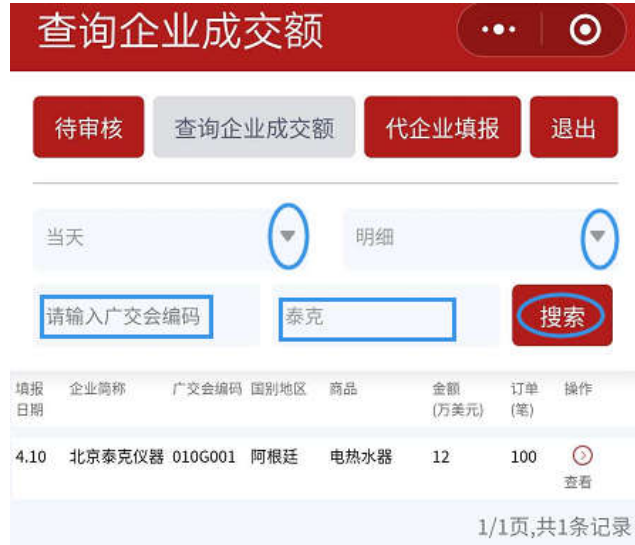 查询企业成交额
待审核 查询企业成交额 代企业填报 退出
当天 明细
请输入广交会编码 泰克 搜索
填报日期 企业简称 广交会编码 国别地区 商品 金额(万美元) 订单(笔) 操作
4.10 北京泰克仪器 010G001 阿根廷 电热水器 12 100 查看
1/1页,共1条记录